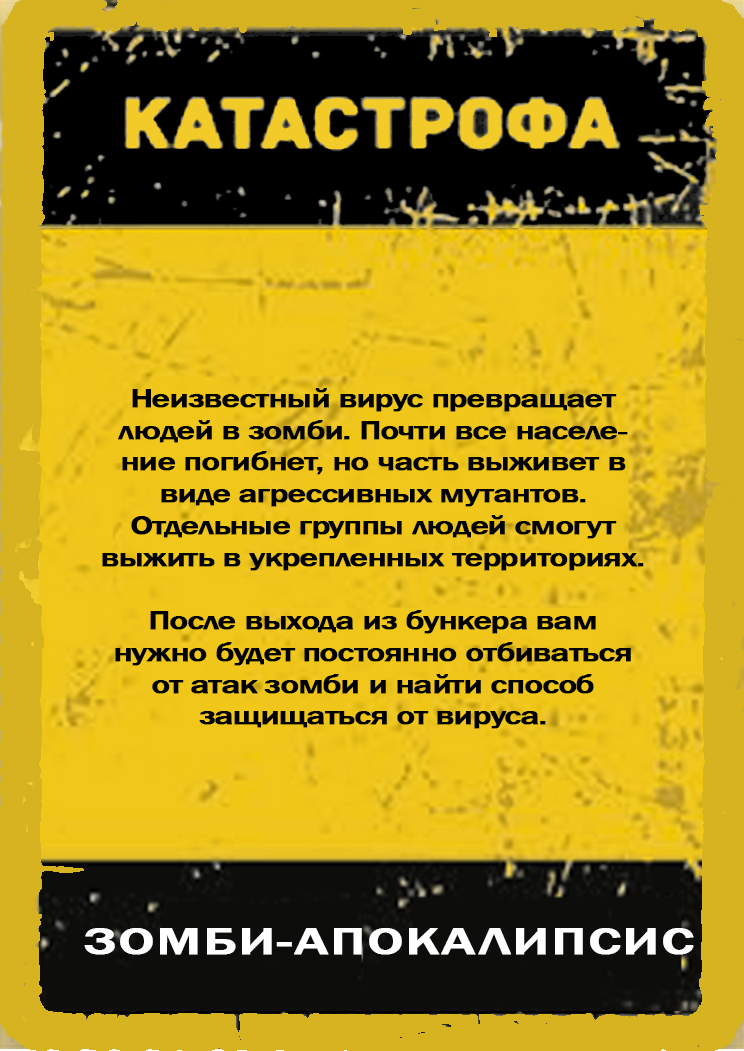 КАТАСТРОФА
Неизвестный вирус превращает
людей в зомби. Почти все населе-
ние погибнет, но часть выживет в
виде агрессивных мутантов.
Отдельные группы людей смогут
выжить в укрепленных территориях.
После выхода из бункера вам
нужно будет постоянно отбиваться
от атак зомби и найти способ
защищаться от вируса.
ЗОМБИ-АПОКАЛИПСИС